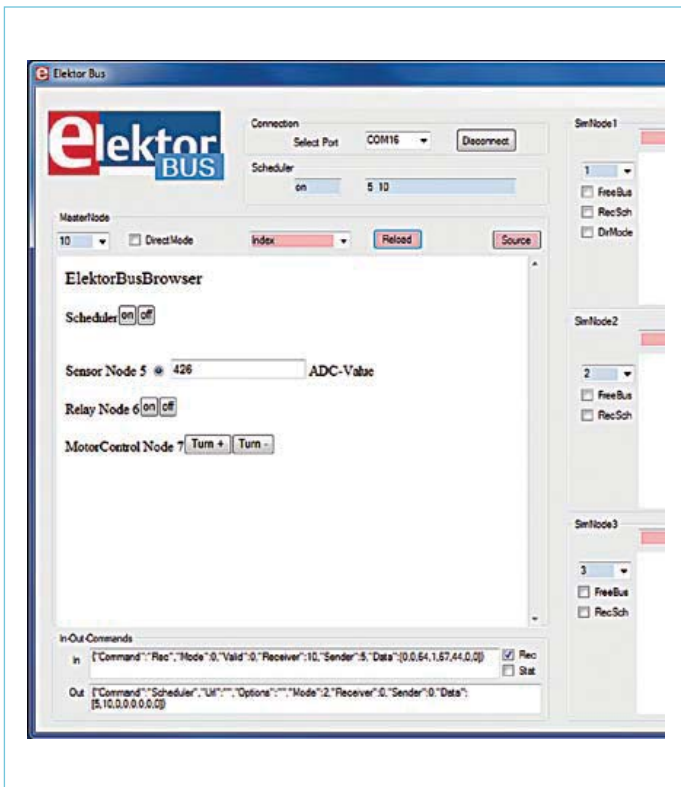 Elektor Bus
elektor
BUS
Connection
Select Port COM16 Disconnect
Scheduler
on 5 10
MasterNode
10 DirectMode Index Reload Source
ElektorBusBrowser
Scheduler on off
Sensor Node 5 426 ADC-Value
Relay Node 6 on off
MotorControl Node 7 Turn + Turn -
In-Out-Commands
In {"Command":"Rec","Mode":0,"Valid":0,"Receiver":10,"Sender":5,"Data":[0,0,64,1,67,44,0,0]} Rec
Stat
Out {"Command":"Scheduler","Url":"","Options":"","Mode":2,"Receiver":0,"Sender":0,"Data":
[5,10,0,0,0,0,0,0]}
SimNode1
1
FreeBus
RecSch
DirMode
SimNode2
2
FreeBus
RecSch
SimNode3
3
FreeBus
RecSch